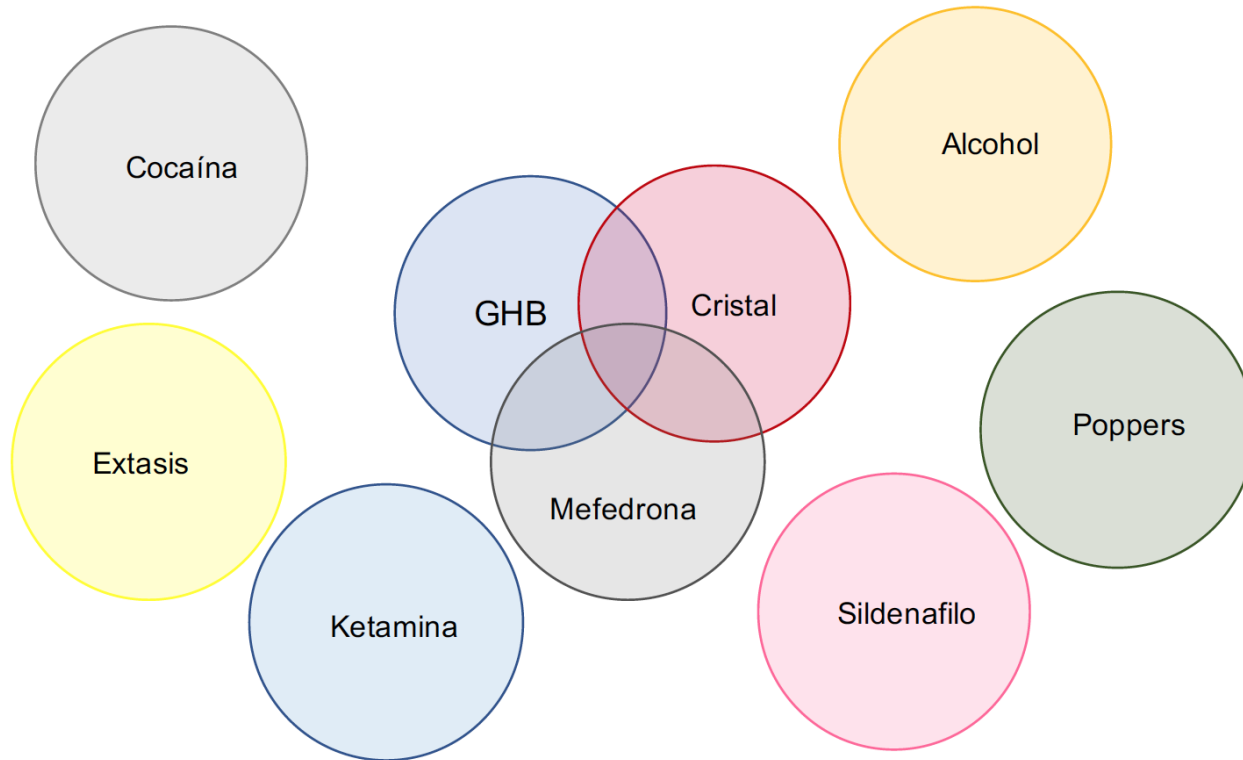 Cocaína
Alcohol
GHB
Cristal
Poppers
Extasis
Mefedrona
Ketamina
Sildenafilo